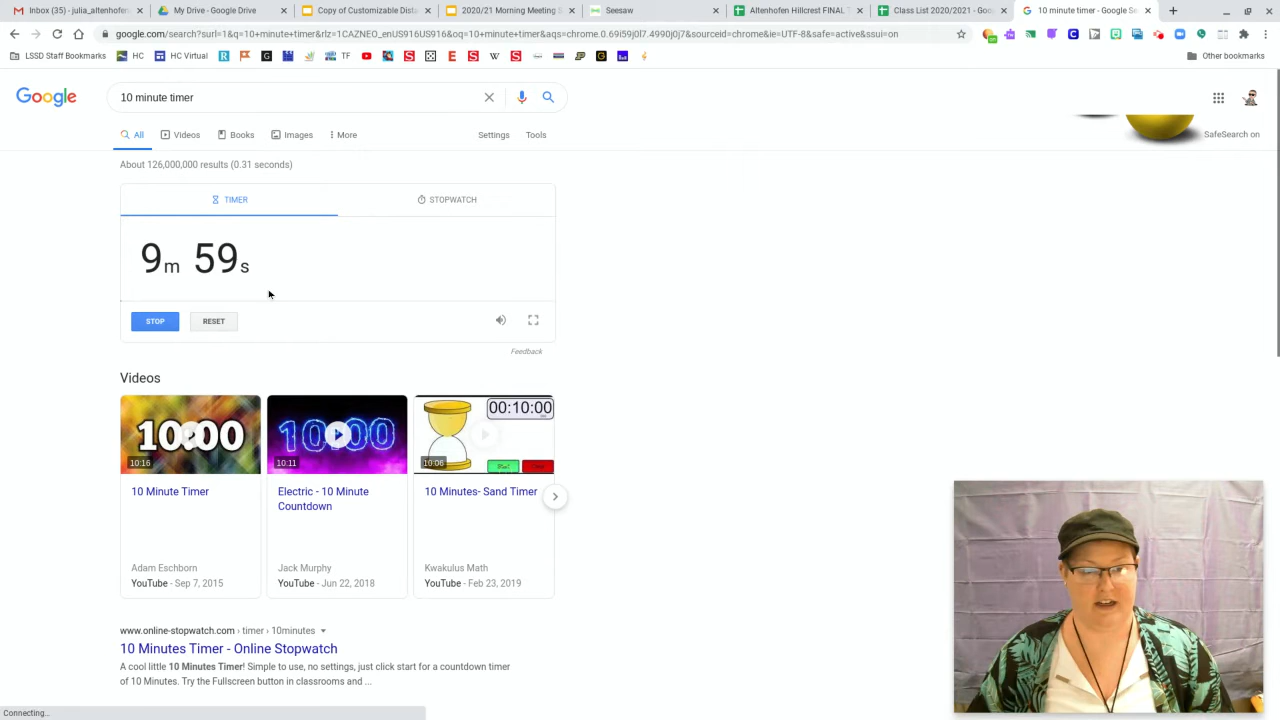 Inbox (35) - julia_altenhofen
My Drive - Google Drive
Copy of Customizable Dista
2020/21 Morning Meeting S
Seesaw
Altenhofen Hillcrest FINAL T
Class List 2020/2021 - Goo
10 minute timer - Google Se
google.com/search?surl=1&q=10+minute+timer&rlz=1CAZNEO_enUS916US916&oq=10+minute+timer&aqs=chrome.0.69i59j0l7.4990j0j7&sourceid=chrome&ie=UTF-8&safe=active&ssui=on
LSSD Staff Bookmarks
HC
HC Virtual
TF
Other bookmarks
Google
10 minute timer
All
Videos
Books
Images
More
Settings
Tools
SafeSearch on
About 126,000,000 results (0.31 seconds)
TIMER
STOPWATCH
9m 59s
STOP
RESET
Feedback
Videos
10:00
10:16
10:00
10:11
00:10:00
10:06
10 Minute Timer
Electric - 10 Minute
Countdown
10 Minutes- Sand Timer
Adam Eschborn
YouTube - Sep 7, 2015
Jack Murphy
YouTube - Jun 22, 2018
Kwakulus Math
YouTube - Feb 23, 2019
www.online-stopwatch.com › timer › 10minutes
10 Minutes Timer - Online Stopwatch
A cool little 10 Minutes Timer! Simple to use, no settings, just click start for a countdown timer
of 10 Minutes. Try the Fullscreen button in classrooms and ...
Connecting...